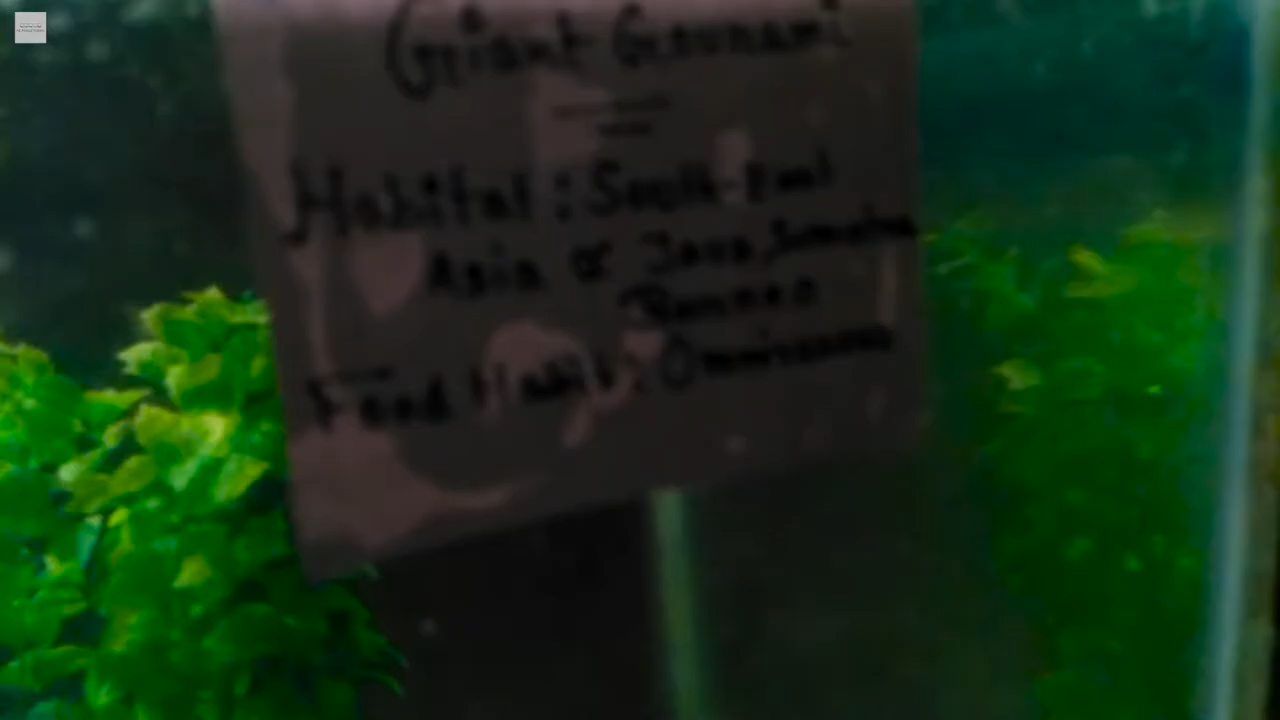 Giant Gourami
Habitat : South-East
Asia or Java, Sumatra
Borneo
Food Habit : Omnivorous